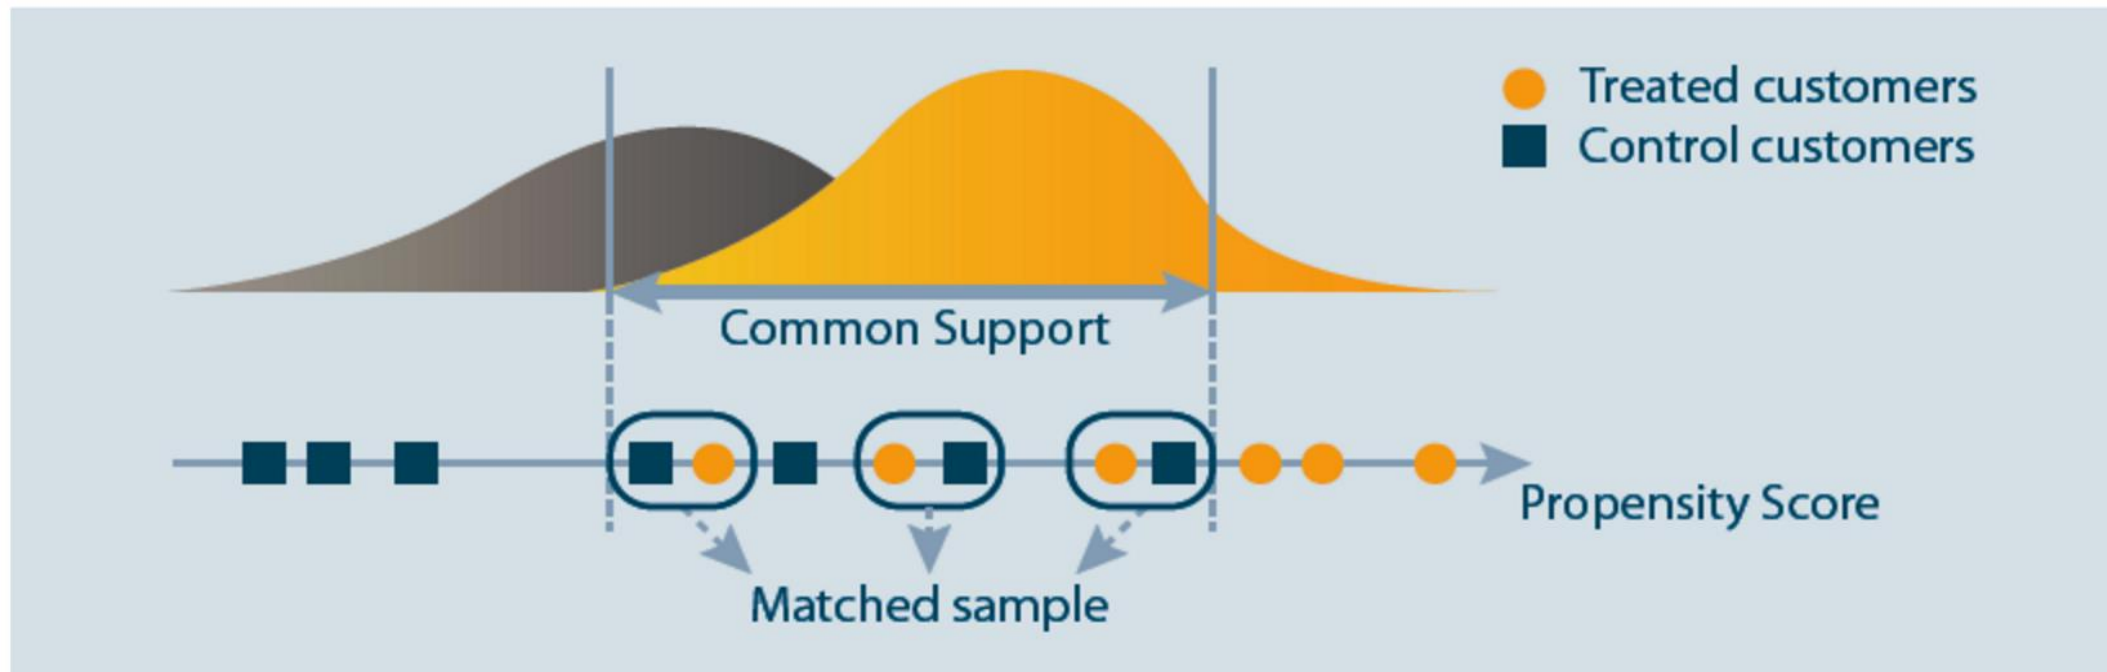 Treated customers
Control customers
Common Support
Propensity Score
Matched sample